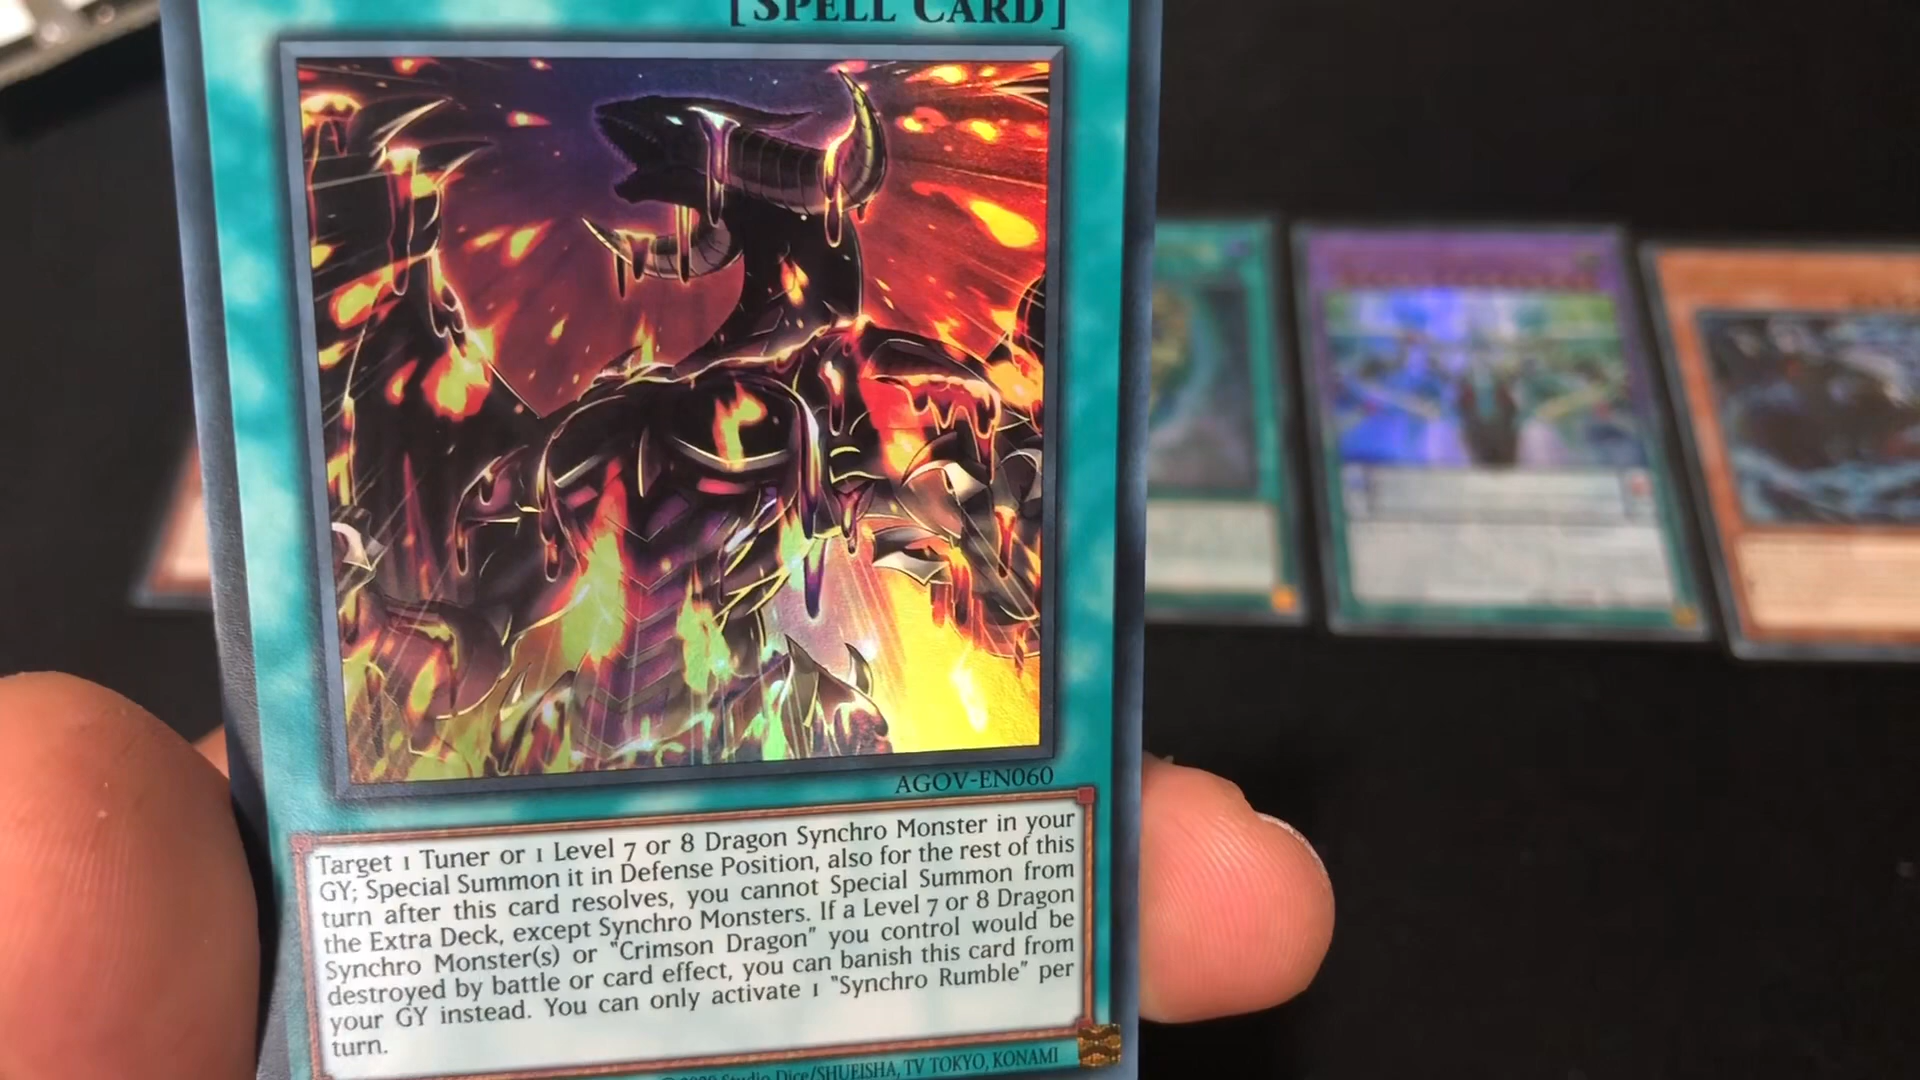 [SPELL CARD]
AGOV-EN060
Target 1 Tuner or 1 Level 7 or 8 Dragon Synchro Monster in your
GY; Special Summon it in Defense Position, also for the rest of this
turn after this card resolves, you cannot Special Summon from
the Extra Deck, except Synchro Monsters. If a Level 7 or 8 Dragon
Synchro Monster(s) or "Crimson Dragon" you control would be
destroyed by battle or card effect, you can banish this card from
your GY instead. You can only activate 1 "Synchro Rumble" per
turn.
Studio Dice/SHUEISHA, TV TOKYO, KONAMI